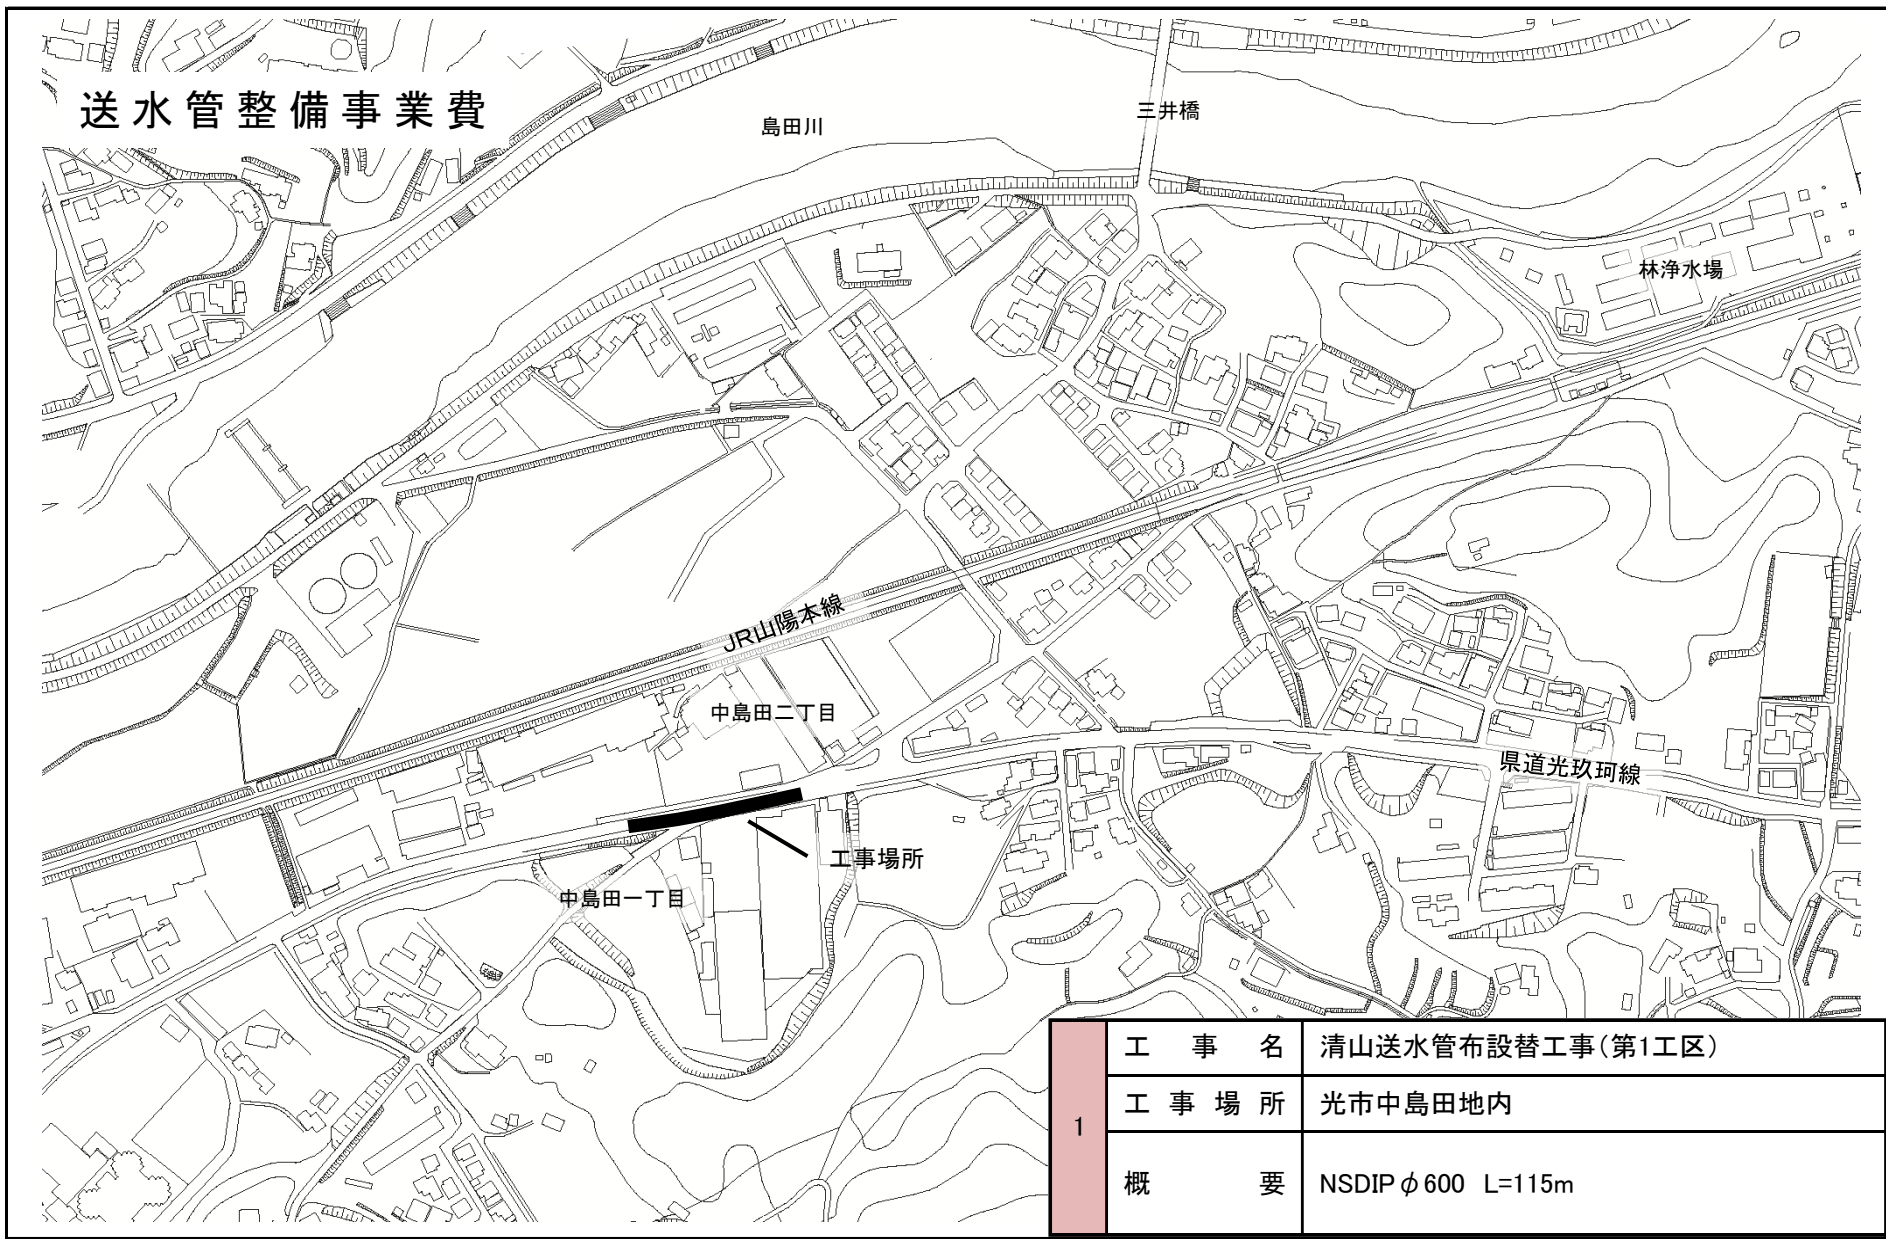 送水管整備事業費
島田川
三井橋
林浄水場
JR山陽本線
中島田二丁目
県道光玖珂線
工事場所
中島田一丁目
1
工事名 清山送水管布設替工事(第1工区)
工事場所 光市中島田地内
概要 NSDIPφ600 L=115m